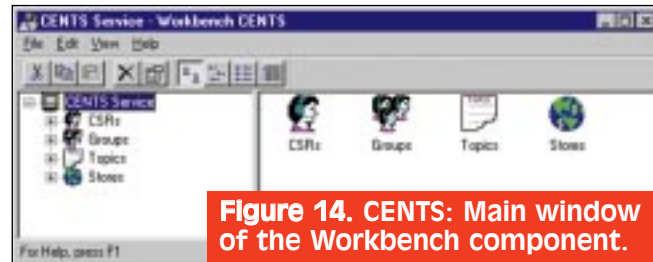 CENTS Service - Workbench CENTS
File Edit View Help
CENTS Service
CSRs
Groups
Topics
Stores
CSRs Groups Topics Stores
Figure 14. CENTS: Main window
of the Workbench component.
For Help, press F1